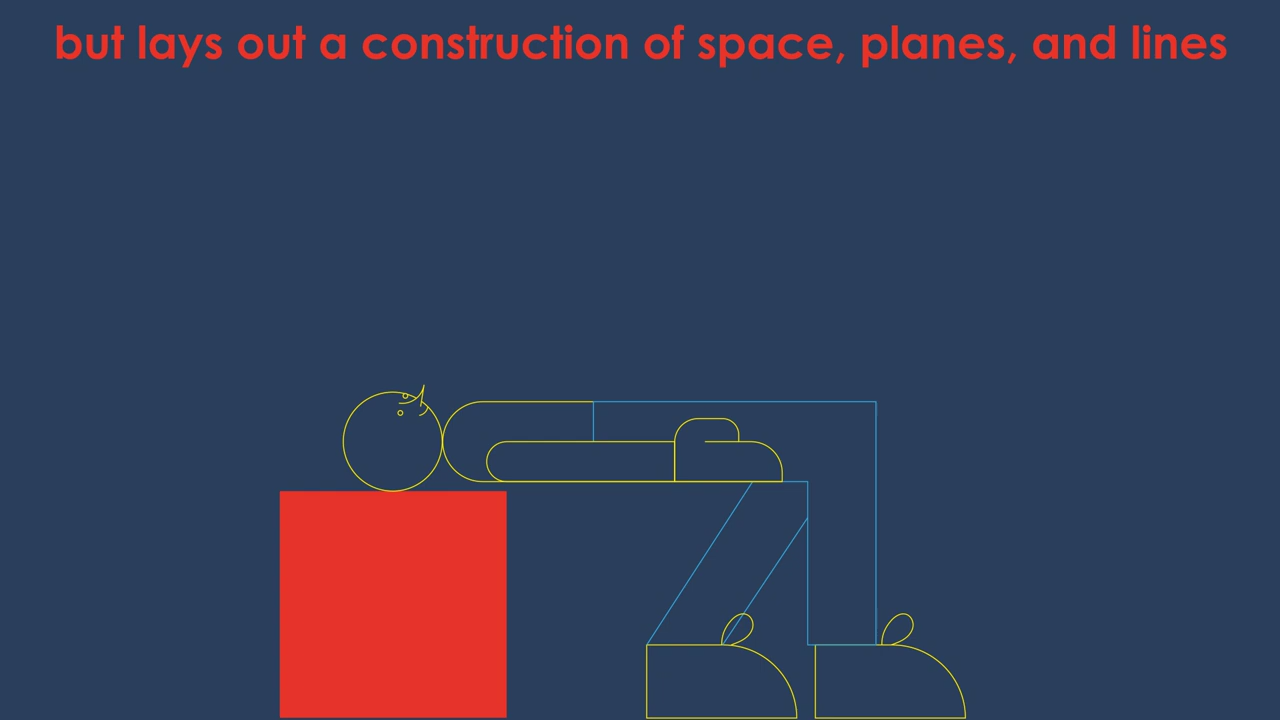 but lays out a construction of space, planes, and lines